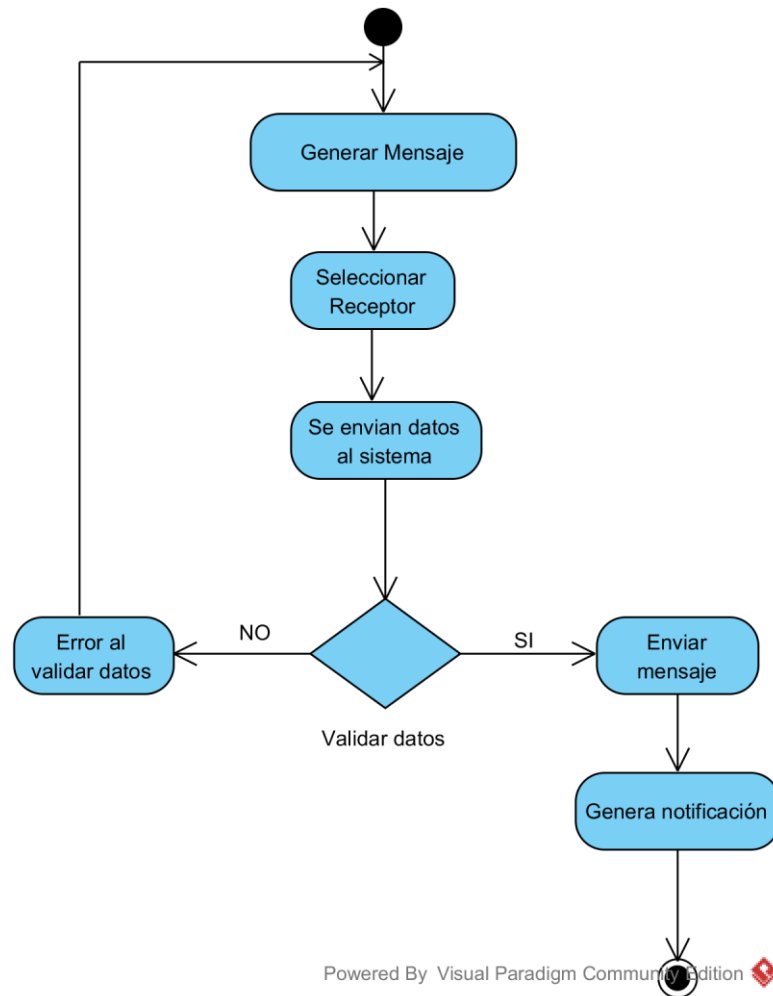 Generar Mensaje
Seleccionar
Receptor
Se envian datos
al sistema
NO
SI
Error al
validar datos
Enviar
mensaje
Validar datos
Genera notificación
Powered By Visual Paradigm Community Edition